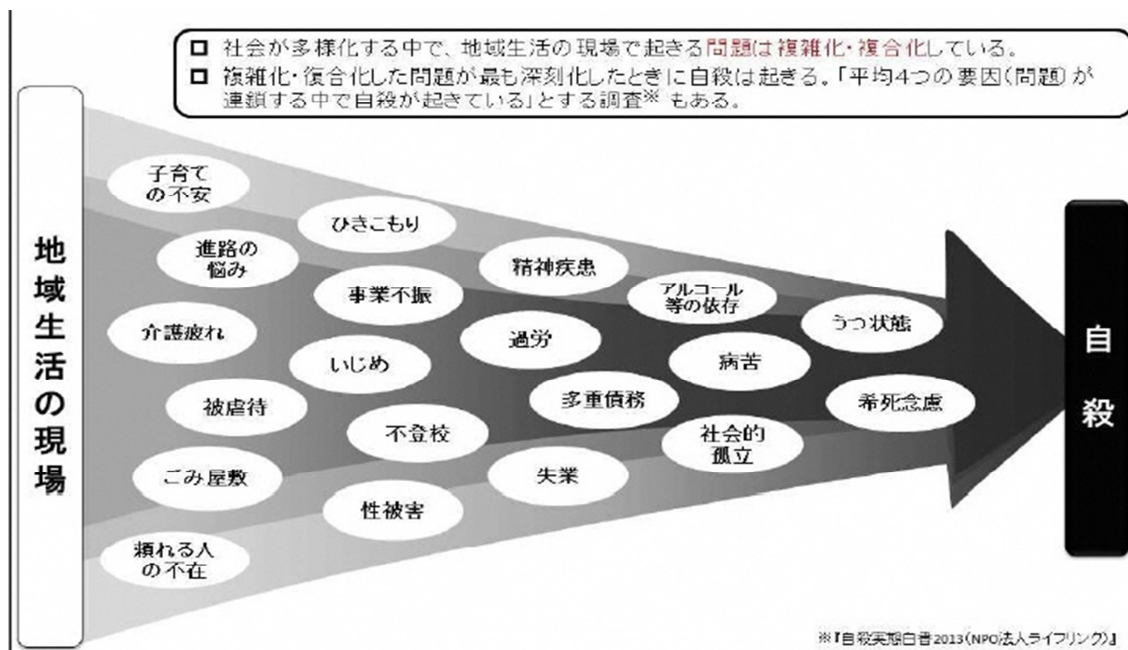 □ 社会が多様化する中で、地域生活の現場で起きる問題は複雑化・複合化している。
□ 複雑化・復合化した問題が最も深刻化したときに自殺は起きる。「平均4つの要因(問題)が
連鎖する中で自殺が起きている」とする調査※ もある。
地域生活の現場
子育て
の不安
進路の
悩み
介護疲れ
被虐待
ごみ屋敷
頼れる人
の不在
ひきこもり
事業不振
いじめ
不登校
性被害
精神疾患
過労
多重債務
失業
アルコール
等の依存
病苦
社会的
孤立
うつ状態
希死念慮
自殺
※『自殺実態白書2013(NPO法人ライフリンク)』